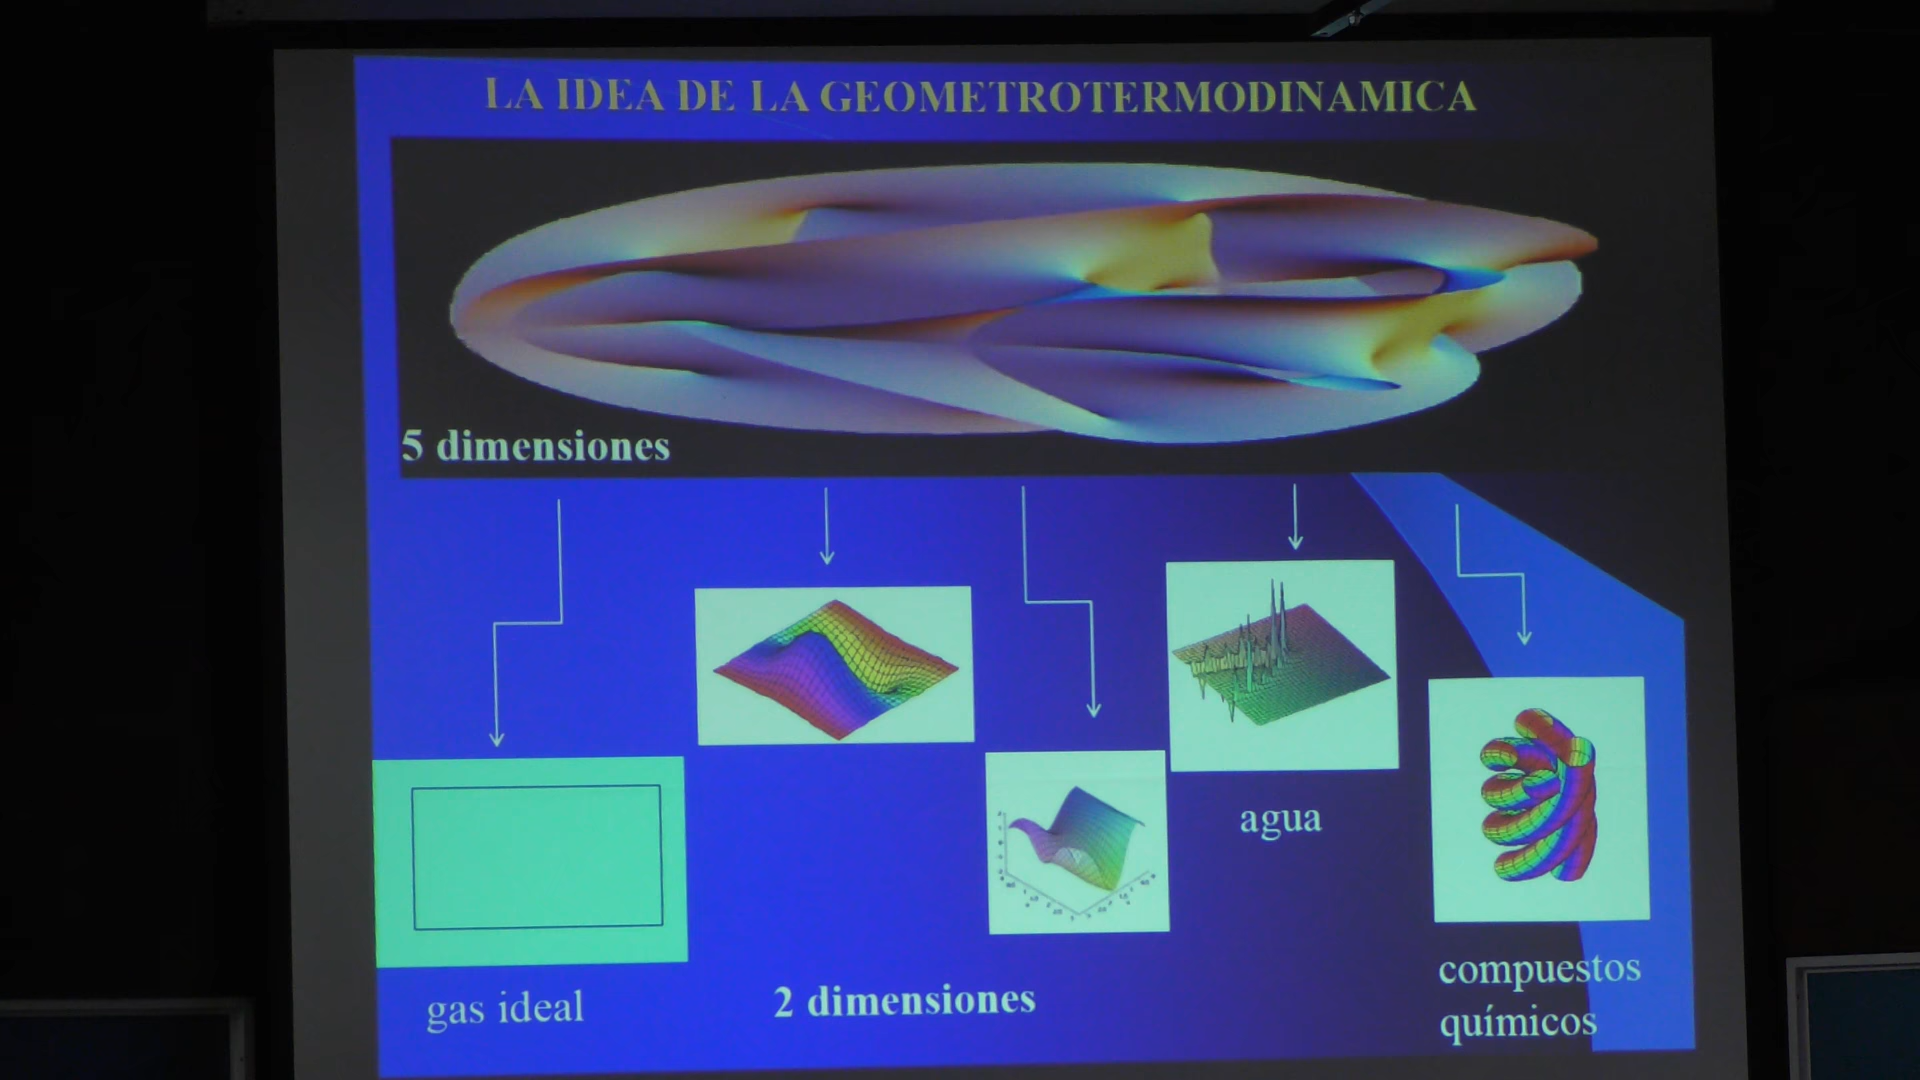 LA IDEA DE LA GEOMETROTERMODINAMICA
5 dimensiones
agua
compuestos
químicos
gas ideal
2 dimensiones